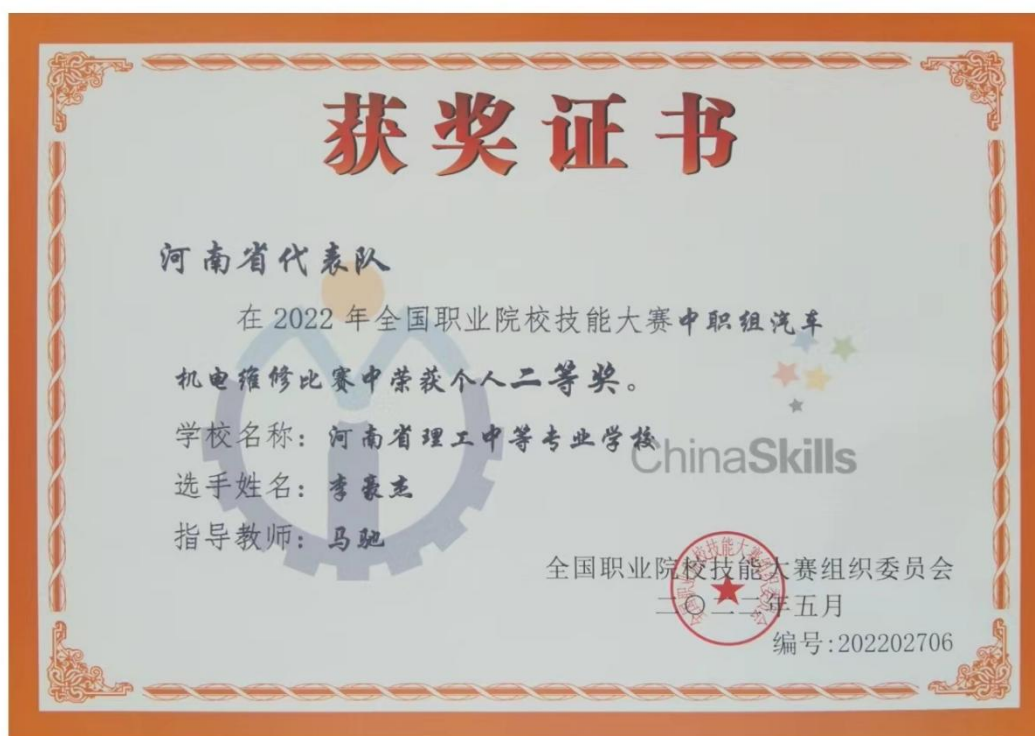 获奖证书
河南省代表队
在 2022 年全国职业院校技能大赛中职组汽车
机电维修比赛中荣获个人二等奖。
学校名称：河南省理工中等专业学校
选手姓名：李豪杰
指导教师：马驰
ChinaSkills
全国职业院校技能大赛组织委员会
二〇二二年五月
编号:202202706